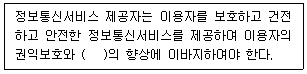 정보통신서비스 제공자는 이용자를 보호하고 건전
하고 안전한 정보통신서비스를 제공하여 이용자의
권익보호와 (   )의 향상에 이바지하여야 한다.